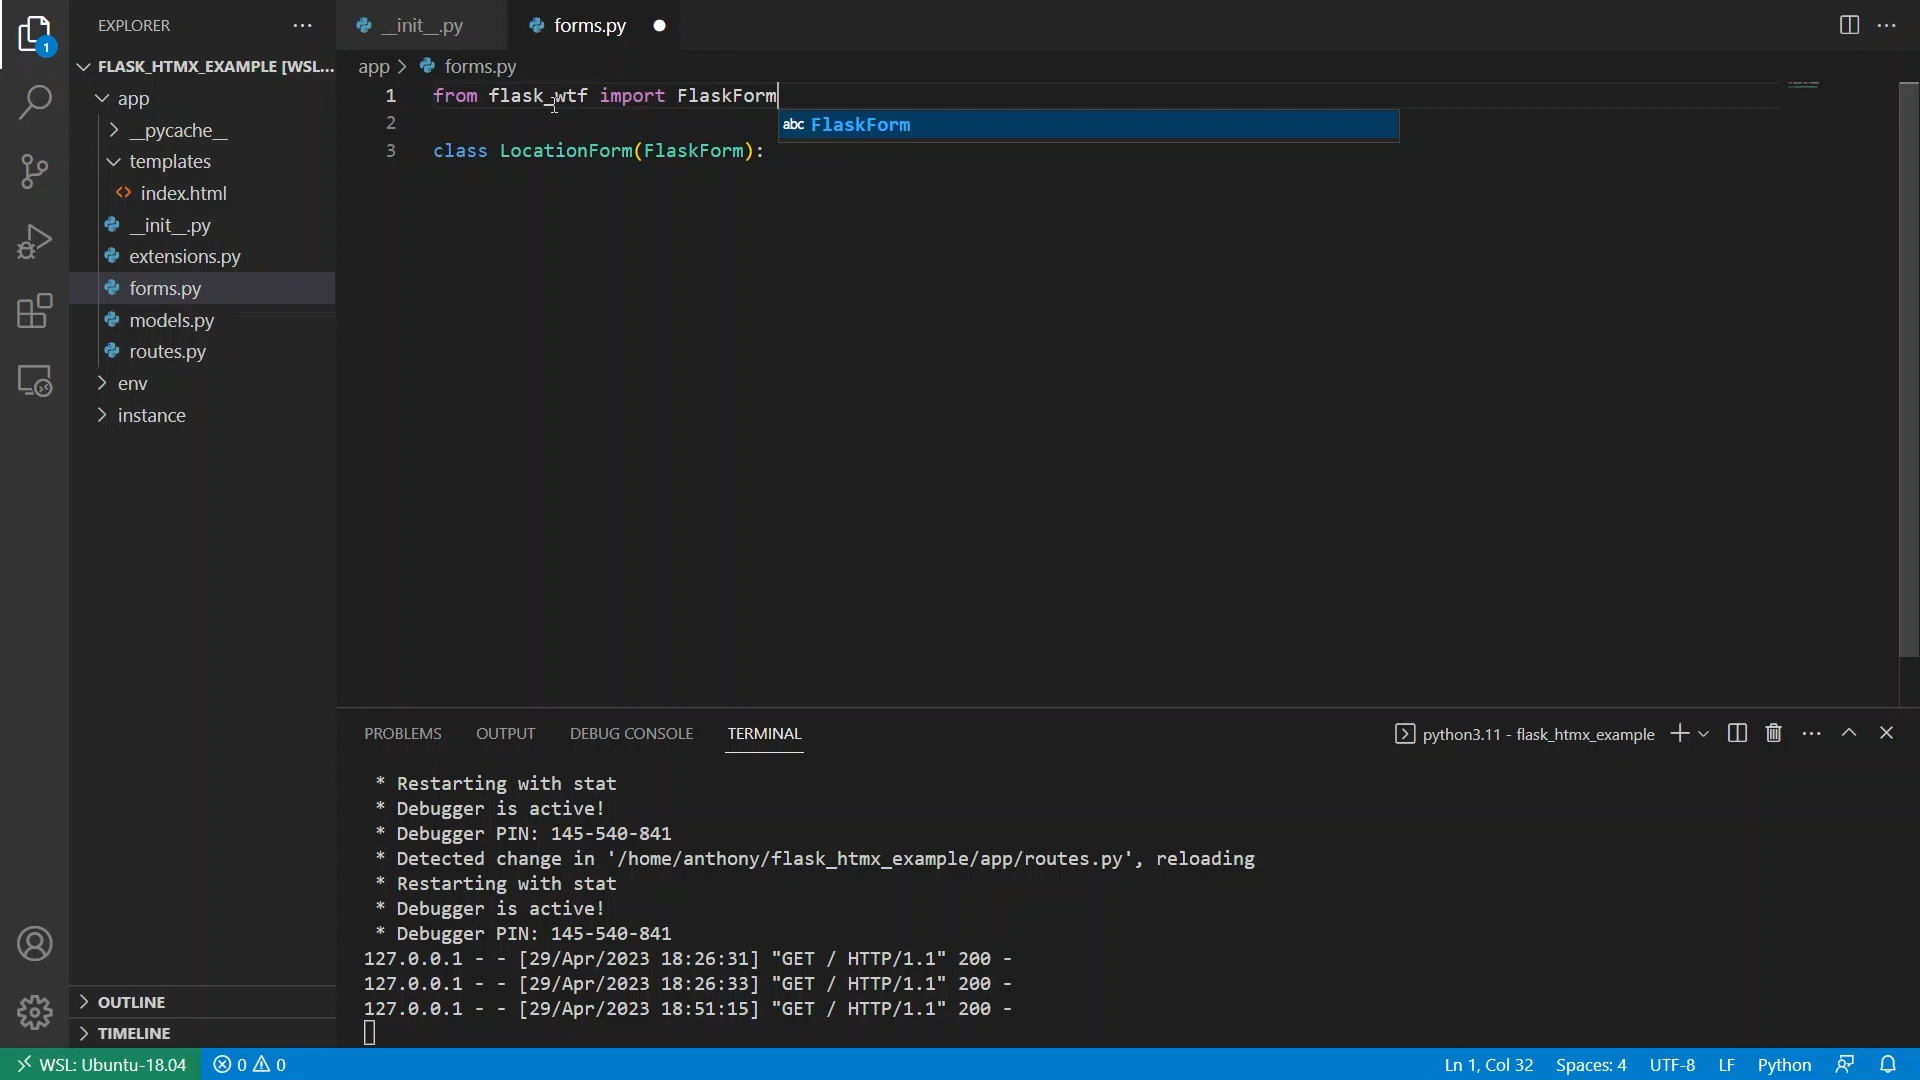 EXPLORER
FLASK_HTMX_EXAMPLE [WSL...
app
__pycache__
templates
index.html
__init__.py
extensions.py
forms.py
models.py
routes.py
env
instance
OUTLINE
TIMELINE
1
__init__.py
forms.py
app > forms.py
1 from flask_wtf import FlaskForm
abc FlaskForm
2
3 class LocationForm(FlaskForm):
PROBLEMS OUTPUT DEBUG CONSOLE TERMINAL
python3.11 - flask_htmx_example
* Restarting with stat
* Debugger is active!
* Debugger PIN: 145-540-841
* Detected change in '/home/anthony/flask_htmx_example/app/routes.py', reloading
* Restarting with stat
* Debugger is active!
* Debugger PIN: 145-540-841
127.0.0.1 - - [29/Apr/2023 18:26:31] "GET / HTTP/1.1" 200 -
127.0.0.1 - - [29/Apr/2023 18:26:33] "GET / HTTP/1.1" 200 -
127.0.0.1 - - [29/Apr/2023 18:51:15] "GET / HTTP/1.1" 200 -
WSL: Ubuntu-18.04 0 0 Ln 1, Col 32 Spaces: 4 UTF-8 LF Python